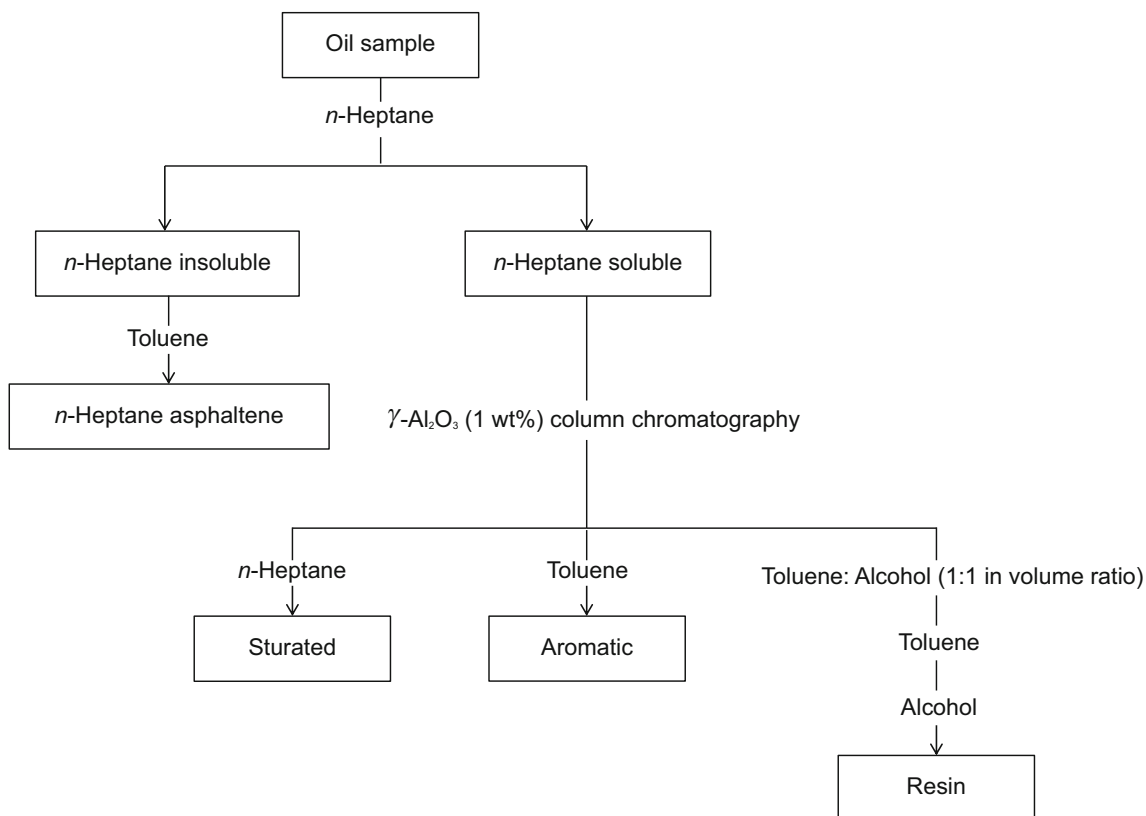 Oil sample
n-Heptane
n-Heptane insoluble
n-Heptane soluble
Toluene
n-Heptane asphaltene
γ-Al₂O₃ (1 wt%) column chromatography
n-Heptane
Toluene
Toluene: Alcohol (1:1 in volume ratio)
Sturated
Aromatic
Toluene
Alcohol
Resin